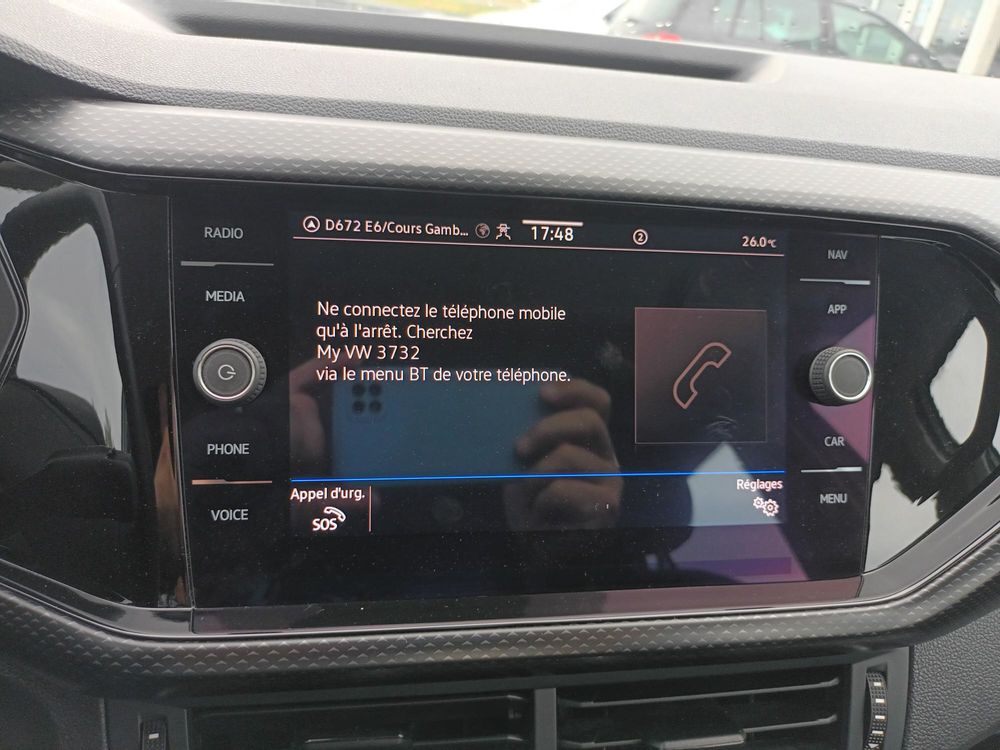 D672 E6/Cours Gamb...
17:48
2
26.0°C
RADIO
MEDIA
PHONE
VOICE
Ne connectez le téléphone mobile
qu'à l'arrêt. Cherchez
My VW 3732
via le menu BT de votre téléphone.
Appel d'urg.
SOS
Réglages
NAV
APP
CAR
MENU